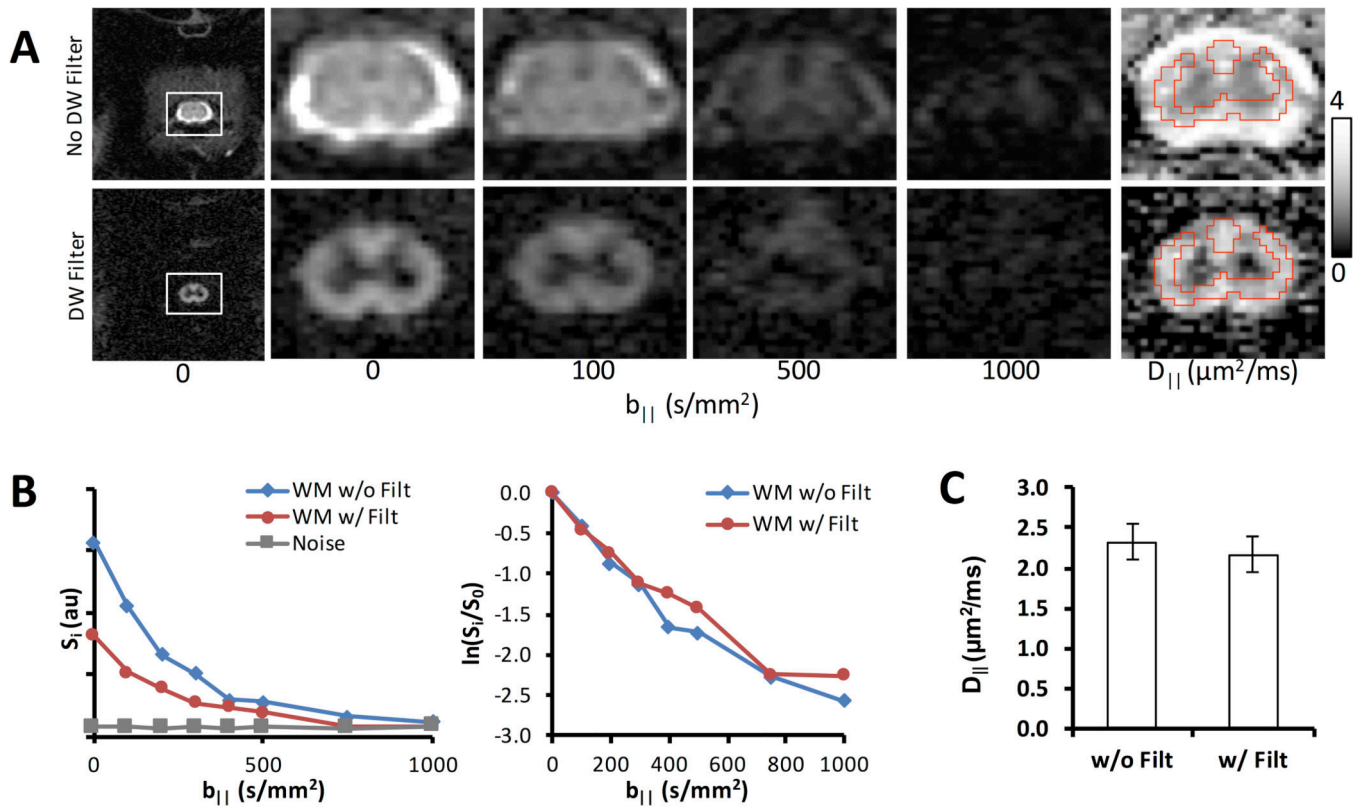 A
No DW Filter
DW Filter
0
0
100
500
1000
D|| (μm²/ms)
b|| (s/mm²)
4
0
B
WM w/o Filt
WM w/ Filt
Noise
Si (au)
0
500
1000
b|| (s/mm²)
WM w/o Filt
WM w/ Filt
ln(Si/S0)
0.0
-0.5
-1.0
-1.5
-2.0
-2.5
-3.0
0 200 400 600 800 1000
b|| (s/mm²)
C
D|| (μm²/ms)
3.0
2.5
2.0
1.5
1.0
0.5
0.0
w/o Filt
w/ Filt